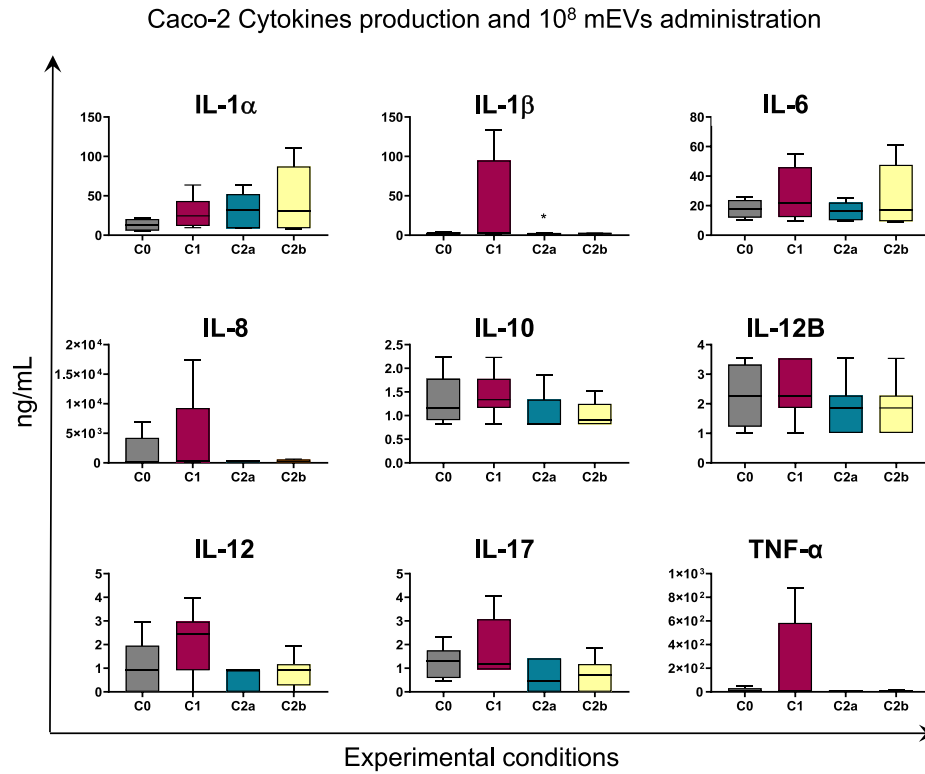 Caco-2 Cytokines production and 10⁸ mEVs administration
ng/mL
IL-1α
150
100
50
0
C0 C1 C2a C2b
IL-1β
150
100
50
0
*
C0 C1 C2a C2b
IL-6
80
60
40
20
0
C0 C1 C2a C2b
IL-8
2×10⁴
1.5×10⁴
1×10⁴
5×10³
0
C0 C1 C2a C2b
IL-10
2.5
2.0
1.5
1.0
0.5
0.0
C0 C1 C2a C2b
IL-12B
4
3
2
1
0
C0 C1 C2a C2b
IL-12
5
4
3
2
1
0
C0 C1 C2a C2b
IL-17
5
4
3
2
1
0
C0 C1 C2a C2b
TNF-α
1×10³
8×10²
6×10²
4×10²
2×10²
0
C0 C1 C2a C2b
Experimental conditions